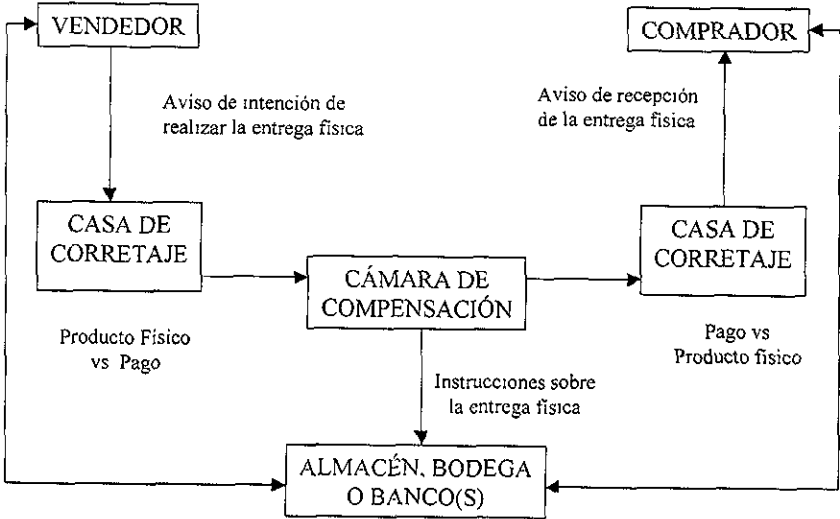 VENDEDOR
COMPRADOR
Aviso de intención de
realizar la entrega física
Aviso de recepción
de la entrega fisica
CASA DE
CORRETAJE
CASA DE
CORRETAJE
CÁMARA DE
COMPENSACIÓN
Producto Físico
vs Pago
Pago vs
Producto fisico
Instrucciones sobre
la entrega física
ALMACÉN, BODEGA
O BANCO(S)